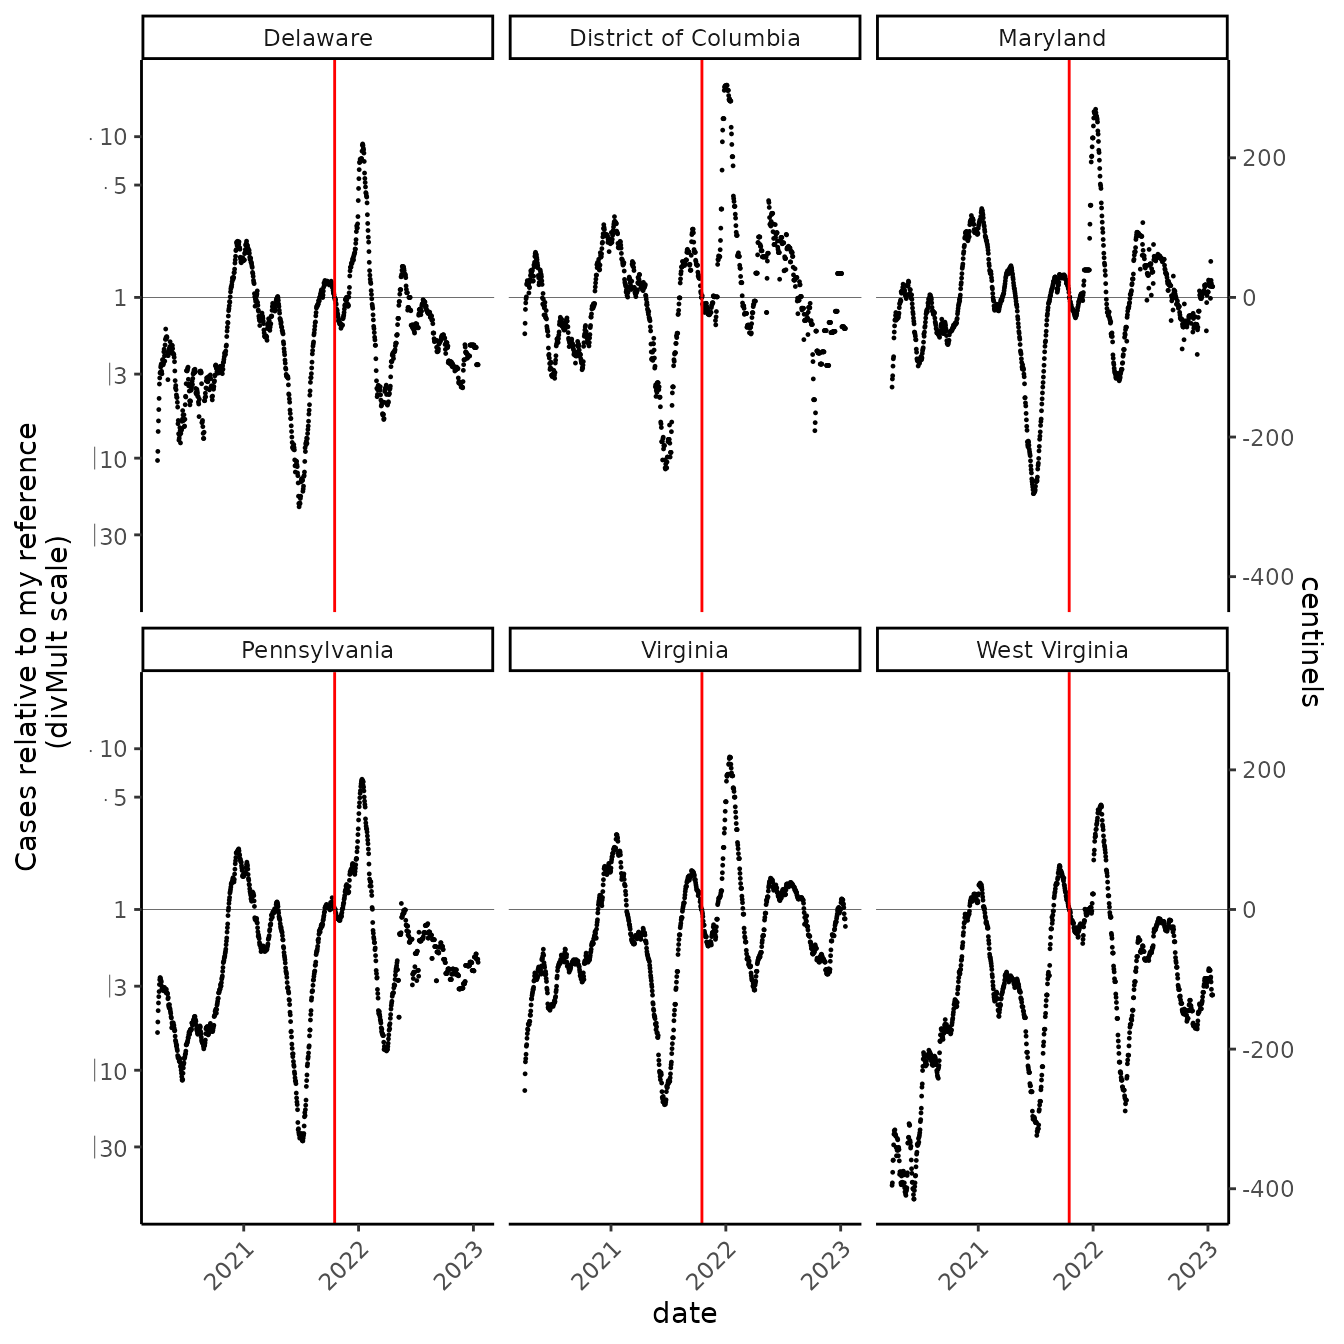 Delaware
District of Columbia
Maryland
· 10
· 5
1
|3
|10
|30
200
0
-200
-400
Pennsylvania
Virginia
West Virginia
· 10
· 5
1
|3
|10
|30
200
0
-200
-400
2021
2022
2023
2021
2022
2023
2021
2022
2023
date
Cases relative to my reference
(divMult scale)
centinels